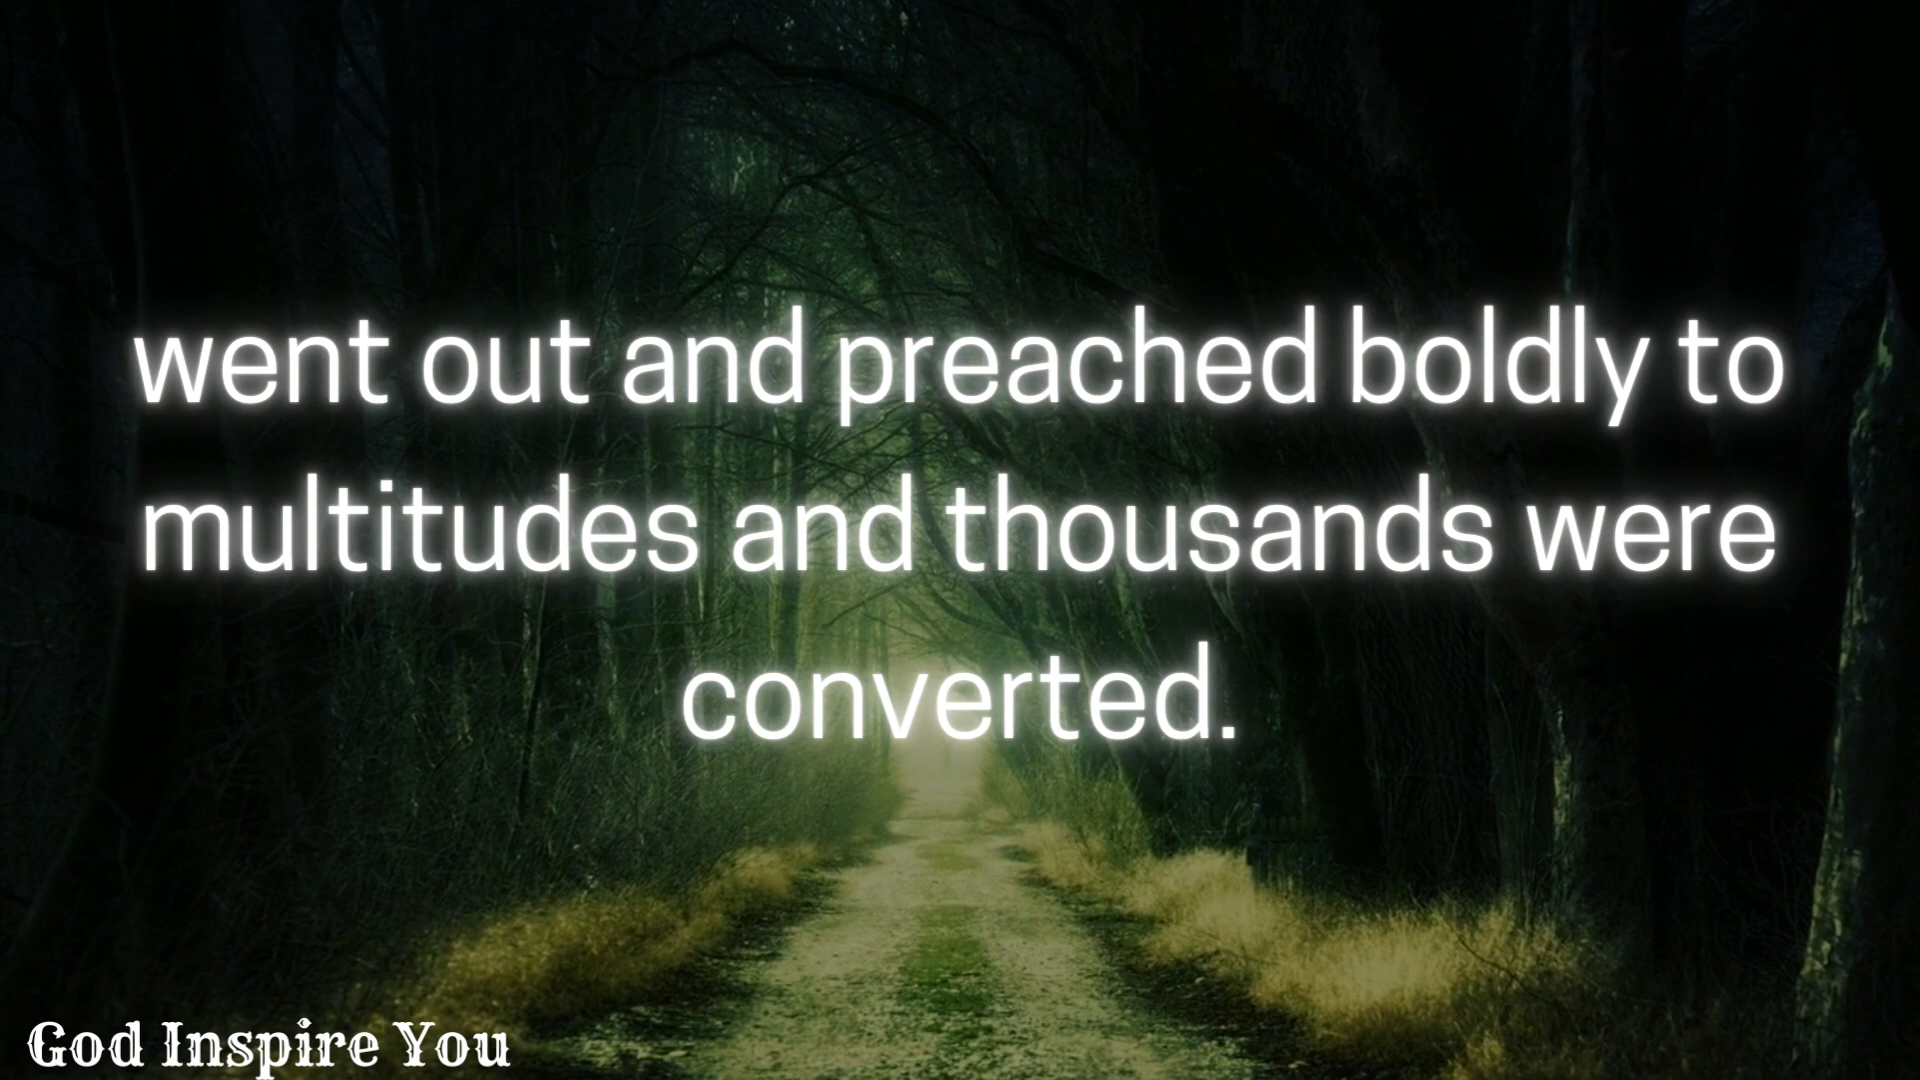 went out and preached boldly to
multitudes and thousands were
converted.
God Inspire You